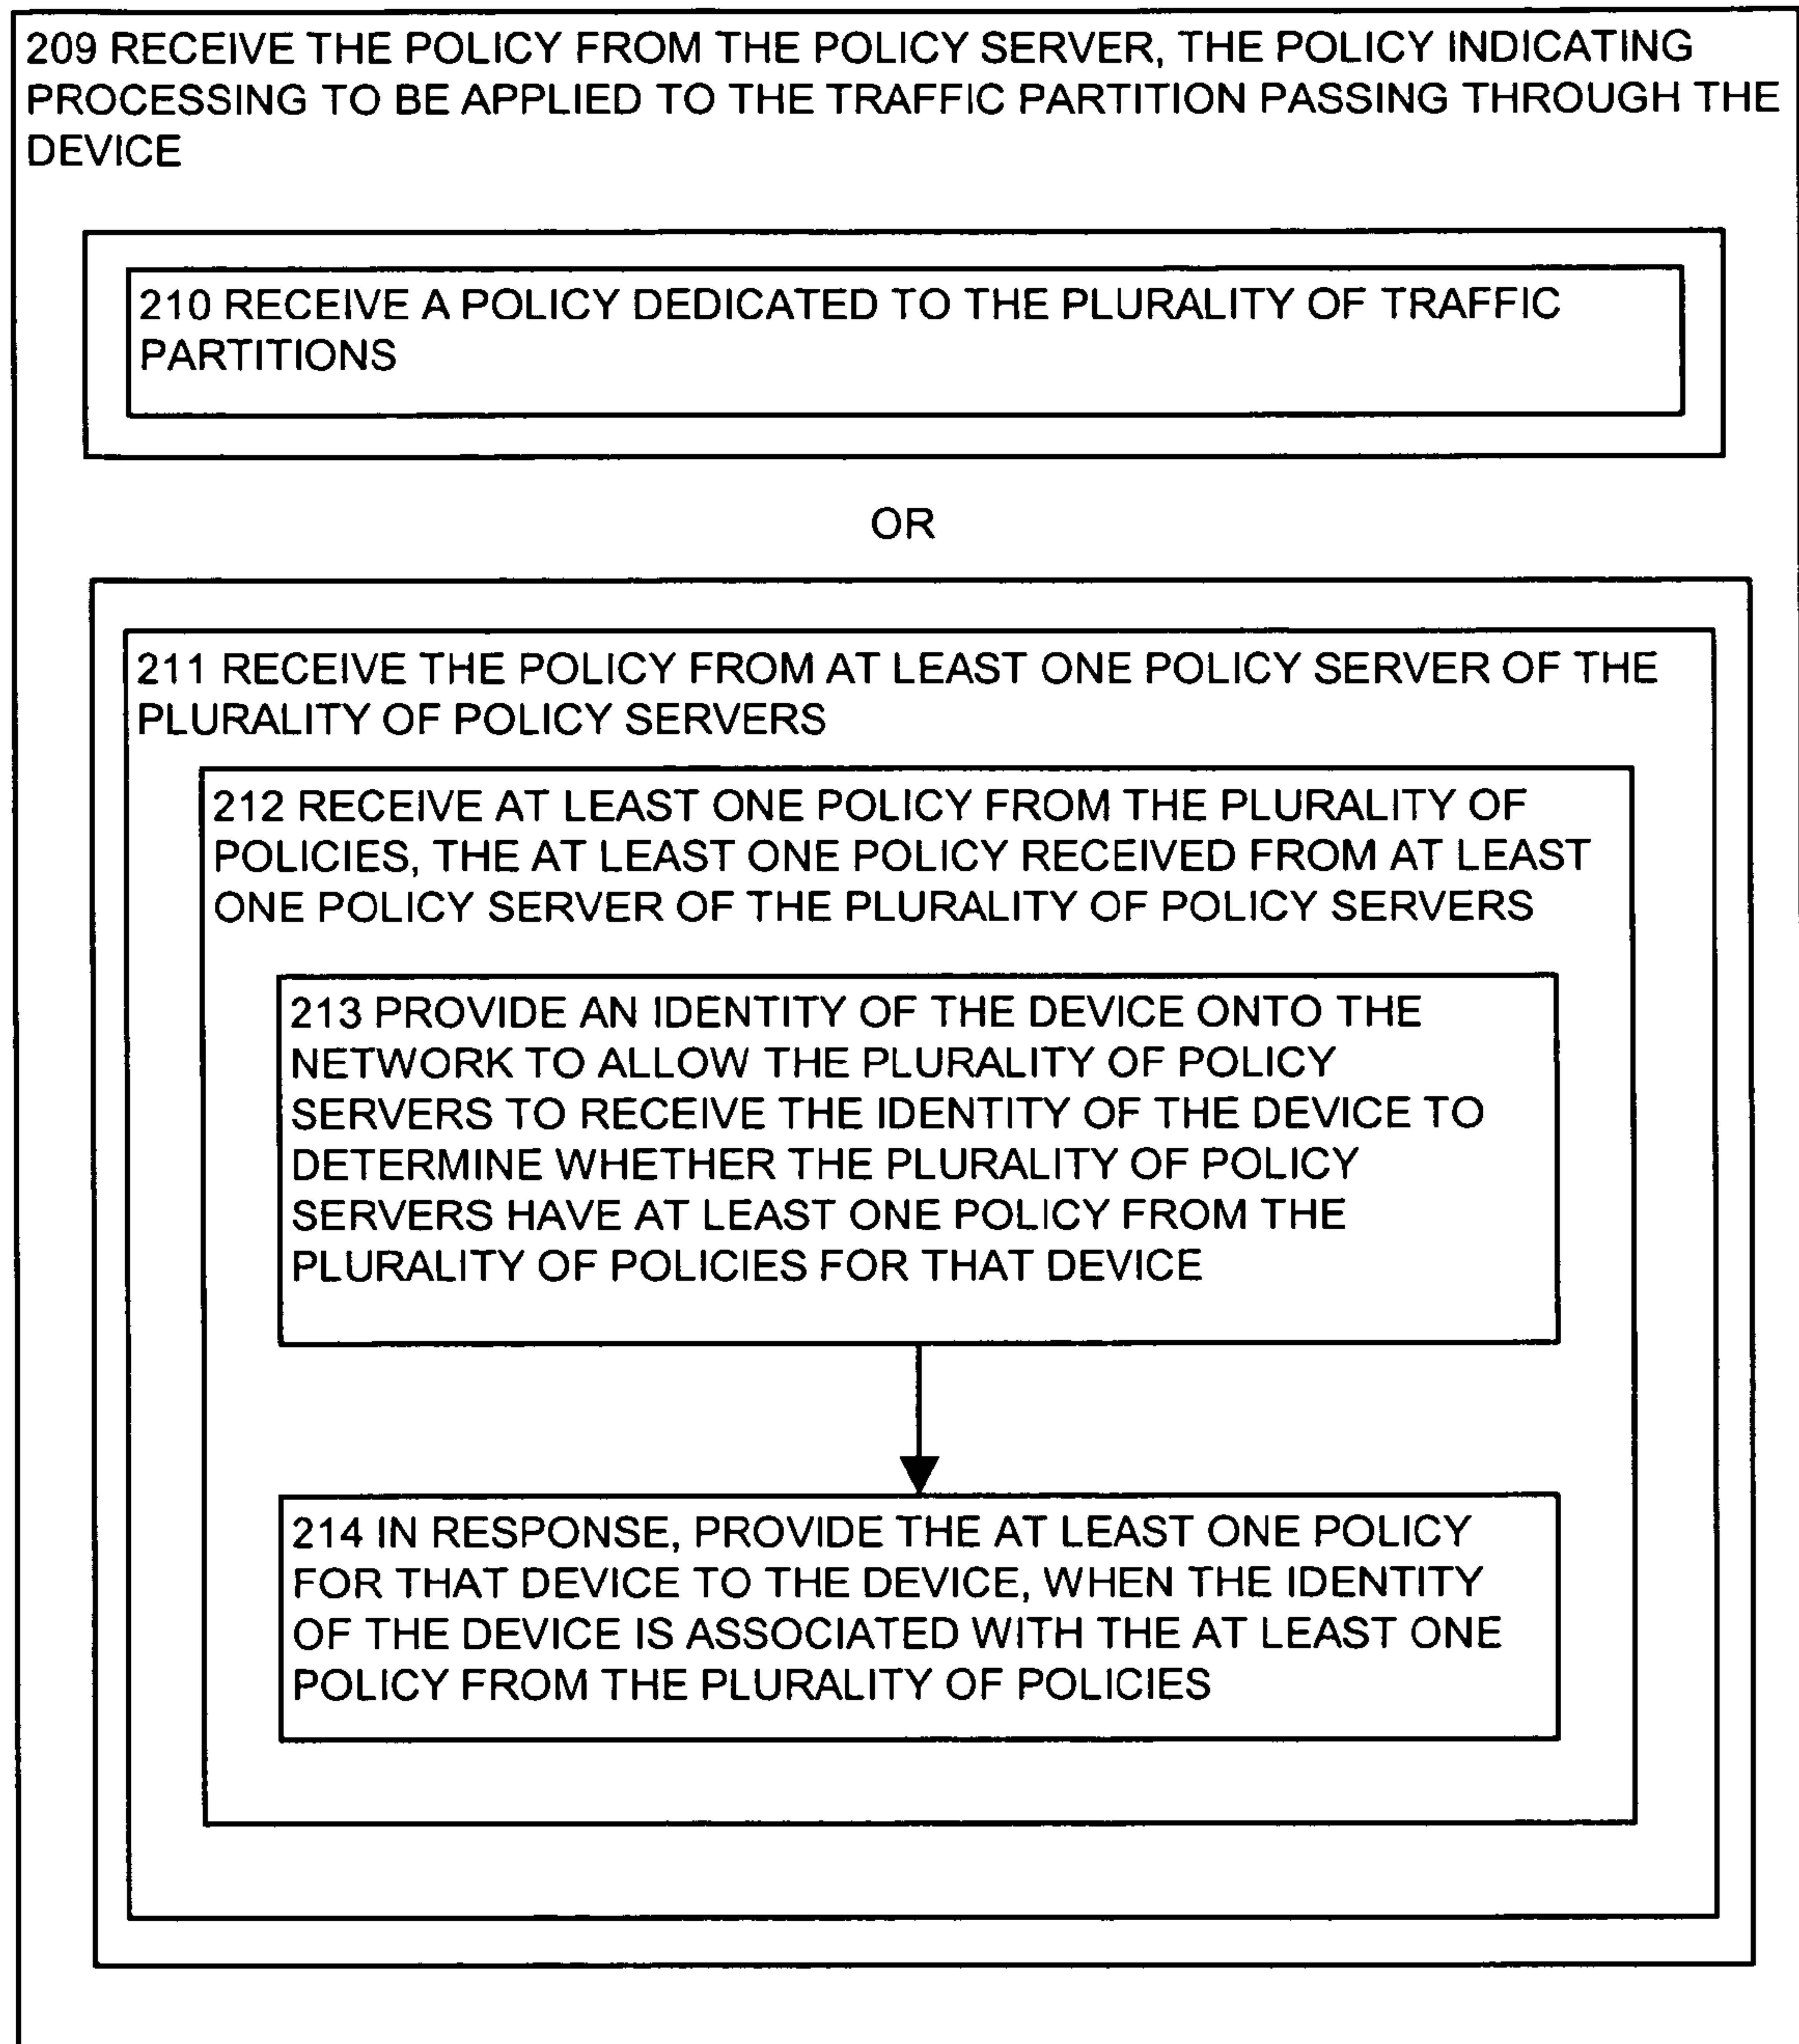 209 RECEIVE THE POLICY FROM THE POLICY SERVER, THE POLICY INDICATING
PROCESSING TO BE APPLIED TO THE TRAFFIC PARTITION PASSING THROUGH THE
DEVICE
210 RECEIVE A POLICY DEDICATED TO THE PLURALITY OF TRAFFIC
PARTITIONS
OR
211 RECEIVE THE POLICY FROM AT LEAST ONE POLICY SERVER OF THE
PLURALITY OF POLICY SERVERS
212 RECEIVE AT LEAST ONE POLICY FROM THE PLURALITY OF
POLICIES, THE AT LEAST ONE POLICY RECEIVED FROM AT LEAST
ONE POLICY SERVER OF THE PLURALITY OF POLICY SERVERS
213 PROVIDE AN IDENTITY OF THE DEVICE ONTO THE
NETWORK TO ALLOW THE PLURALITY OF POLICY
SERVERS TO RECEIVE THE IDENTITY OF THE DEVICE TO
DETERMINE WHETHER THE PLURALITY OF POLICY
SERVERS HAVE AT LEAST ONE POLICY FROM THE
PLURALITY OF POLICIES FOR THAT DEVICE
214 IN RESPONSE, PROVIDE THE AT LEAST ONE POLICY
FOR THAT DEVICE TO THE DEVICE, WHEN THE IDENTITY
OF THE DEVICE IS ASSOCIATED WITH THE AT LEAST ONE
POLICY FROM THE PLURALITY OF POLICIES